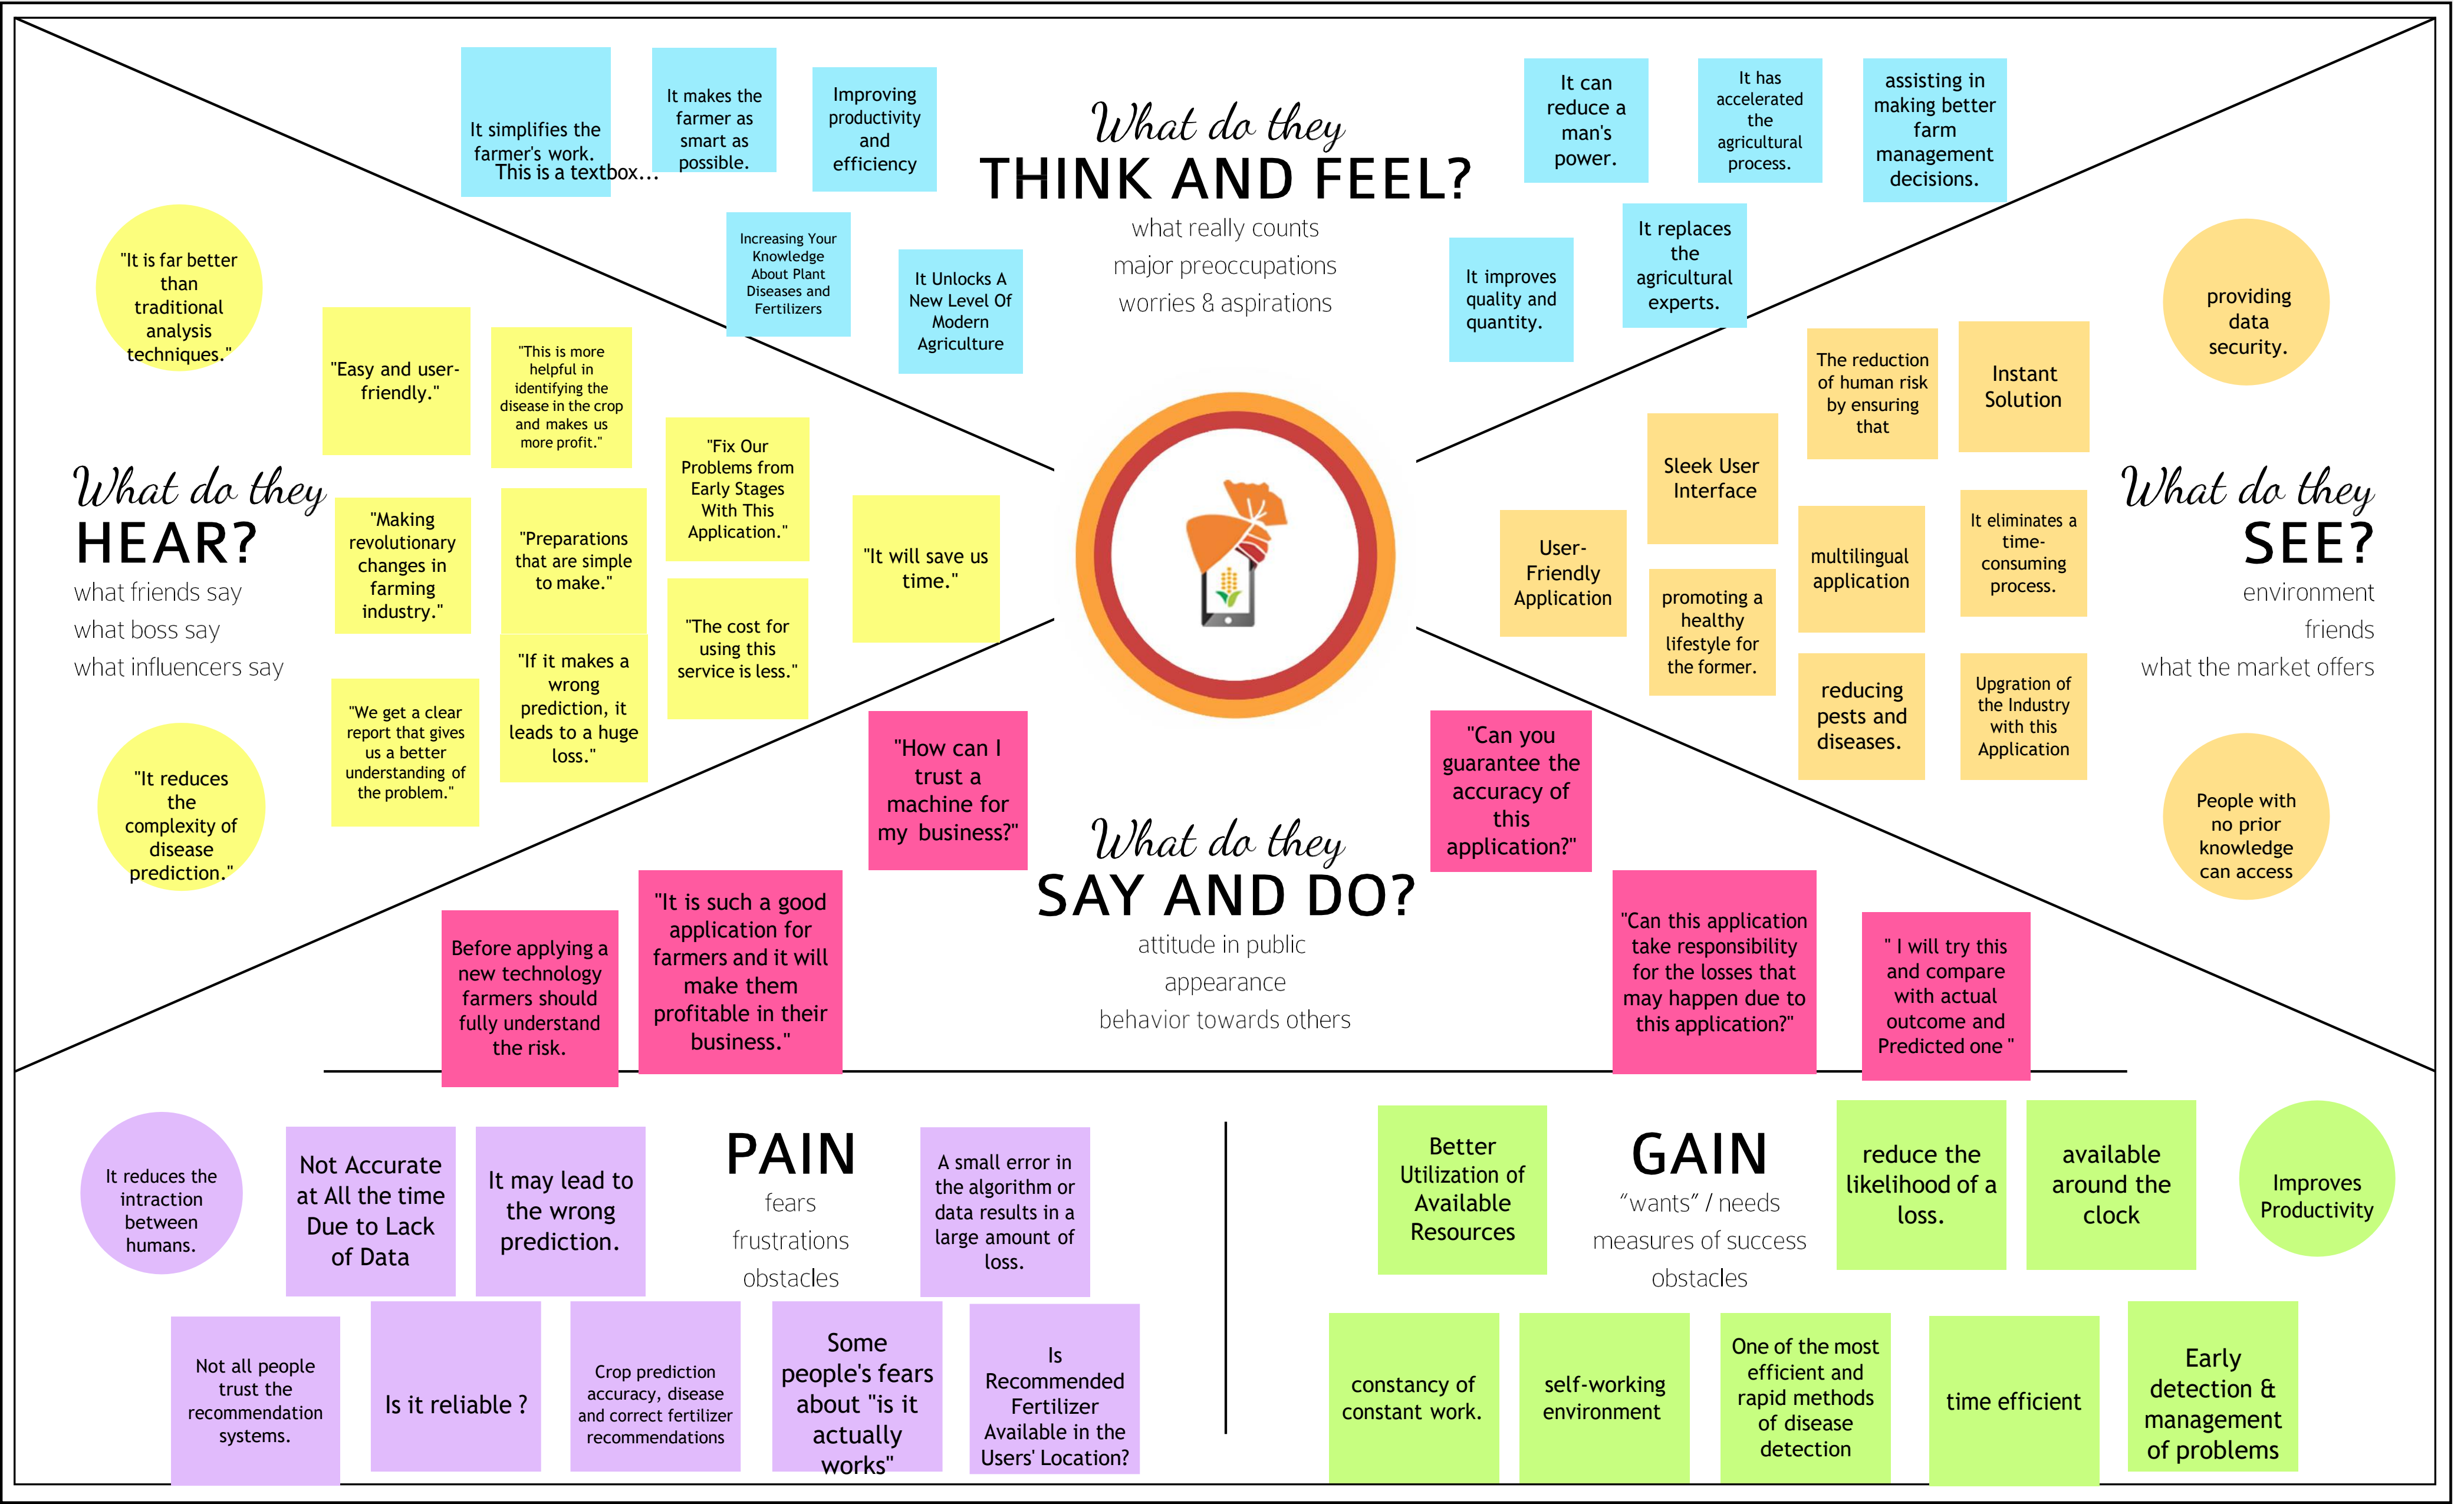 It simplifies the
farmer's work.
This is a textbox...
It makes the
farmer as
smart as
possible.
Improving
productivity
and
efficiency
Increasing Your
Knowledge
About Plant
Diseases and
Fertilizers
It Unlocks A
New Level Of
Modern
Agriculture
What do they
THINK AND FEEL?
what really counts
major preoccupations
worries & aspirations
It can
reduce a
man's
power.
It has
accelerated
the
agricultural
process.
assisting in
making better
farm
management
decisions.
It improves
quality and
quantity.
It replaces
the
agricultural
experts.
"It is far better
than
traditional
analysis
techniques."
"Easy and user-
friendly."
"This is more
helpful in
identifying the
disease in the crop
and makes us
more profit."
"Fix Our
Problems from
Early Stages
With This
Application."
"It will save us
time."
What do they
HEAR?
what friends say
what boss say
what influencers say
"Making
revolutionary
changes in
farming
industry."
"Preparations
that are simple
to make."
"The cost for
using this
service is less."
"If it makes a
wrong
prediction, it
leads to a huge
loss."
"We get a clear
report that gives
us a better
understanding of
the problem."
"It reduces
the
complexity of
disease
prediction."
providing
data
security.
The reduction
of human risk
by ensuring
that
Instant
Solution
Sleek User
Interface
User-
Friendly
Application
multilingual
application
It eliminates a
time-
consuming
process.
promoting a
healthy
lifestyle for
the former.
reducing
pests and
diseases.
Upgration of
the Industry
with this
Application
What do they
SEE?
environment
friends
what the market offers
People with
no prior
knowledge
can access
"How can I
trust a
machine for
my business?"
"Can you
guarantee the
accuracy of
this
application?"
What do they
SAY AND DO?
attitude in public
appearance
behavior towards others
Before applying a
new technology
farmers should
fully understand
the risk.
"It is such a good
application for
farmers and it will
make them
profitable in their
business."
"Can this application
take responsibility
for the losses that
may happen due to
this application?"
" I will try this
and compare
with actual
outcome and
Predicted one "
It reduces the
intraction
between
humans.
Not Accurate
at All the time
Due to Lack
of Data
It may lead to
the wrong
prediction.
PAIN
fears
frustrations
obstacles
A small error in
the algorithm or
data results in a
large amount of
loss.
Not all people
trust the
recommendation
systems.
Is it reliable ?
Crop prediction
accuracy, disease
and correct fertilizer
recommendations
Some
people's fears
about "is it
actually
works"
Is
Recommended
Fertilizer
Available in the
Users' Location?
Better
Utilization of
Available
Resources
GAIN
“wants” / needs
measures of success
obstacles
reduce the
likelihood of a
loss.
available
around the
clock
Improves
Productivity
constancy of
constant work.
self-working
environment
One of the most
efficient and
rapid methods
of disease
detection
time efficient
Early
detection &
management
of problems